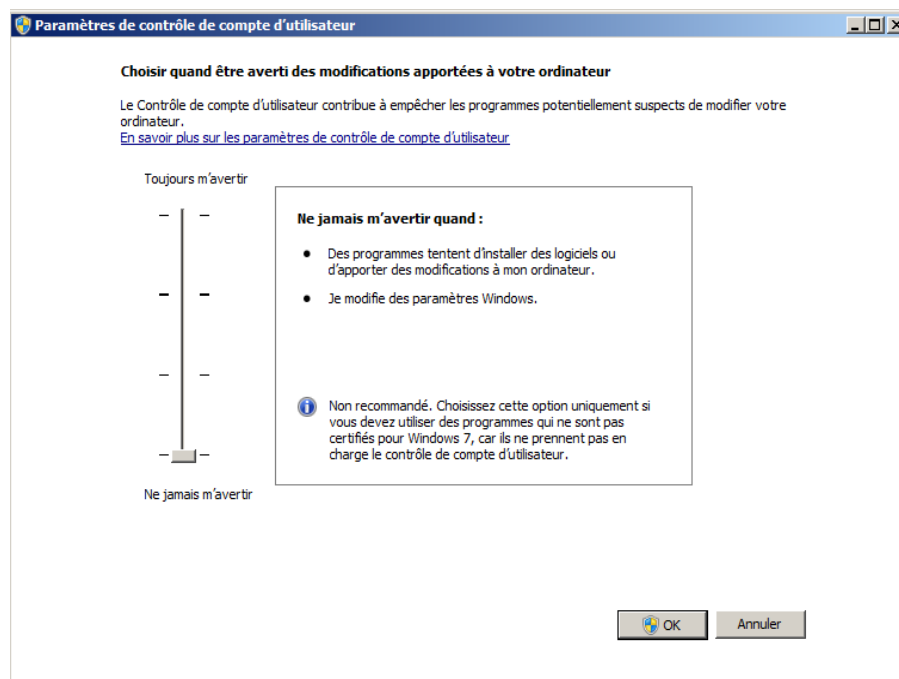 Paramètres de contrôle de compte d'utilisateur
Choisir quand être averti des modifications apportées à votre ordinateur
Le Contrôle de compte d'utilisateur contribue à empêcher les programmes potentiellement suspects de modifier votre
ordinateur.
En savoir plus sur les paramètres de contrôle de compte d'utilisateur
Toujours m'avertir
Ne jamais m'avertir quand :
• Des programmes tentent d'installer des logiciels ou
d'apporter des modifications à mon ordinateur.
• Je modifie des paramètres Windows.
Non recommandé. Choisissez cette option uniquement si
vous devez utiliser des programmes qui ne sont pas
certifiés pour Windows 7, car ils ne prennent pas en
charge le contrôle de compte d'utilisateur.
Ne jamais m'avertir
OK
Annuler